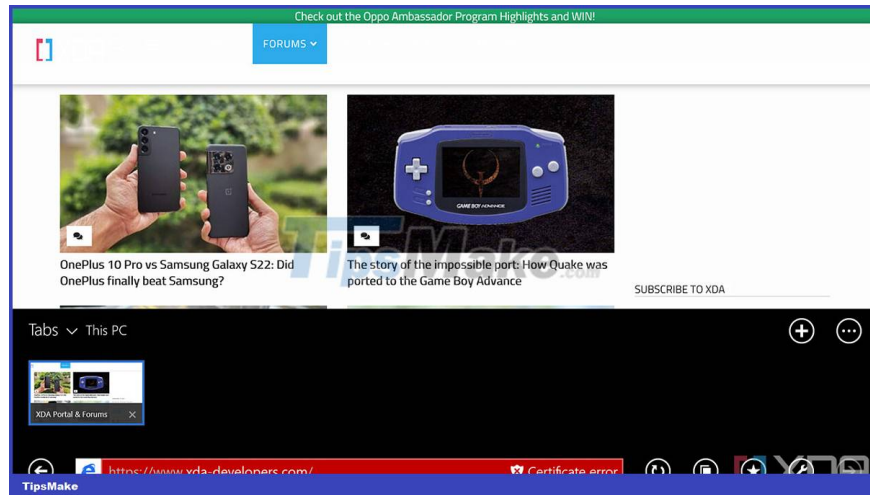 Check out the Oppo Ambassador Program Highlights and WIN!
FORUMS
GAME BOY ADVANCE
TipsMake.com
OnePlus 10 Pro vs Samsung Galaxy S22: Did
OnePlus finally beat Samsung?
The story of the impossible port: How Quake was
ported to the Game Boy Advance
SUBSCRIBE TO XDA
Tabs This PC
XDA Portal & Forums
https://www.xda-developers.com/ Certificate error
XDA
TipsMake